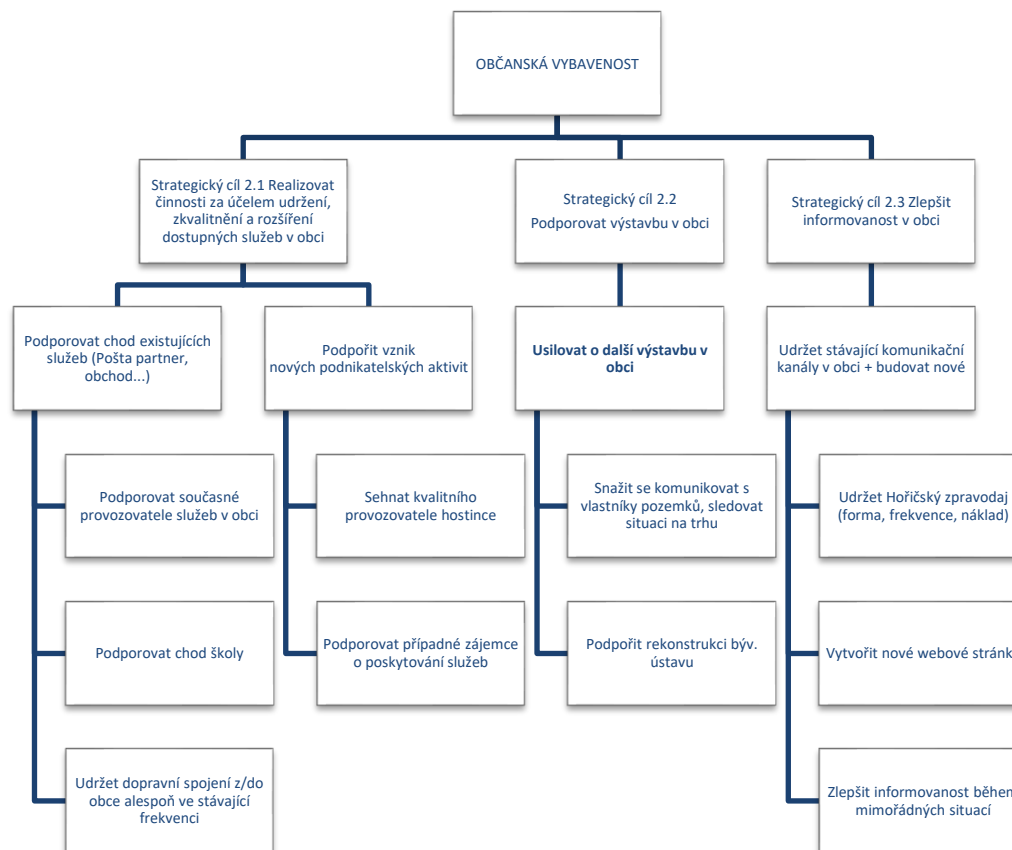 OBČANSKÁ VYBAVENOST
Strategický cíl 2.1 Realizovat
činnosti za účelem udržení,
zkvalitnění a rozšíření
dostupných služeb v obci
Strategický cíl 2.2
Podporovat výstavbu v obci
Strategický cíl 2.3 Zlepšit
informovanost v obci
Podporovat chod existujících
služeb (Pošta partner,
obchod...)
Podpořit vznik
nových podnikatelských aktivit
Usilovat o další výstavbu v
obci
Udržet stávající komunikační
kanály v obci + budovat nové
Podporovat současné
provozovatele služeb v obci
Sehnat kvalitního
provozovatele hostince
Snažit se komunikovat s
vlastníky pozemků, sledovat
situaci na trhu
Udržet Hořičský zpravodaj
(forma, frekvence, náklad)
Podporovat chod školy
Podporovat případné zájemce
o poskytování služeb
Podpořit rekonstrukci býv.
ústavu
Vytvořit nové webové stránk
Udržet dopravní spojení z/do
obce alespoň ve stávající
frekvenci
Zlepšit informovanost během
mimořádných situací